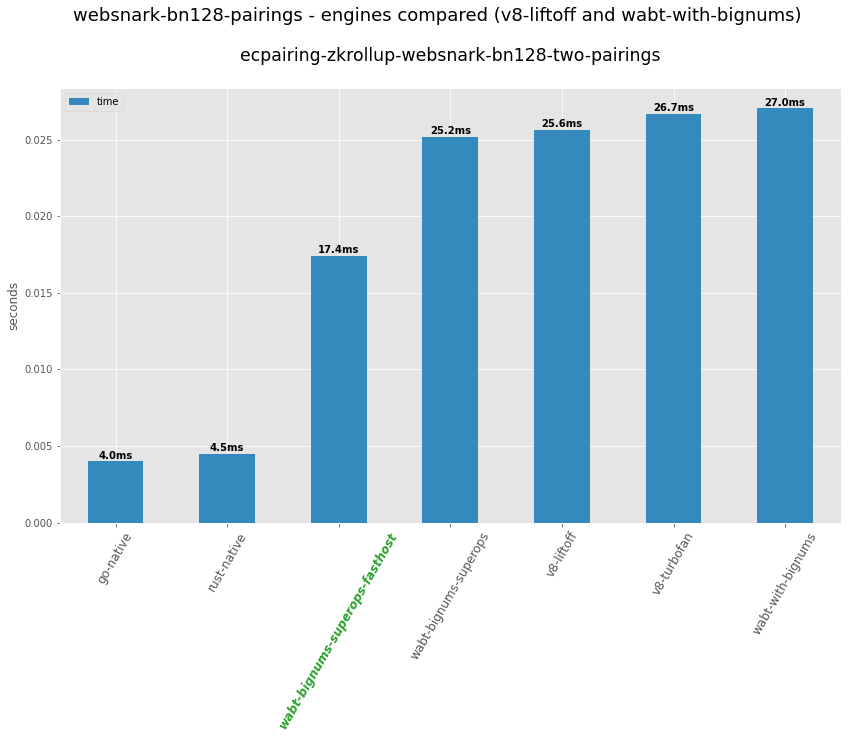 websnark-bn128-pairings - engines compared (v8-liftoff and wabt-with-bignums)
ecpairing-zkrollup-websnark-bn128-two-pairings
time
seconds
0.025
0.020
0.015
0.010
0.005
0.000
4.0ms
4.5ms
17.4ms
25.2ms
25.6ms
26.7ms
27.0ms
go-native
rust-native
wabt-bignums-superops-fasthost
wabt-bignums-superops
v8-liftoff
v8-turbofan
wabt-with-bignums